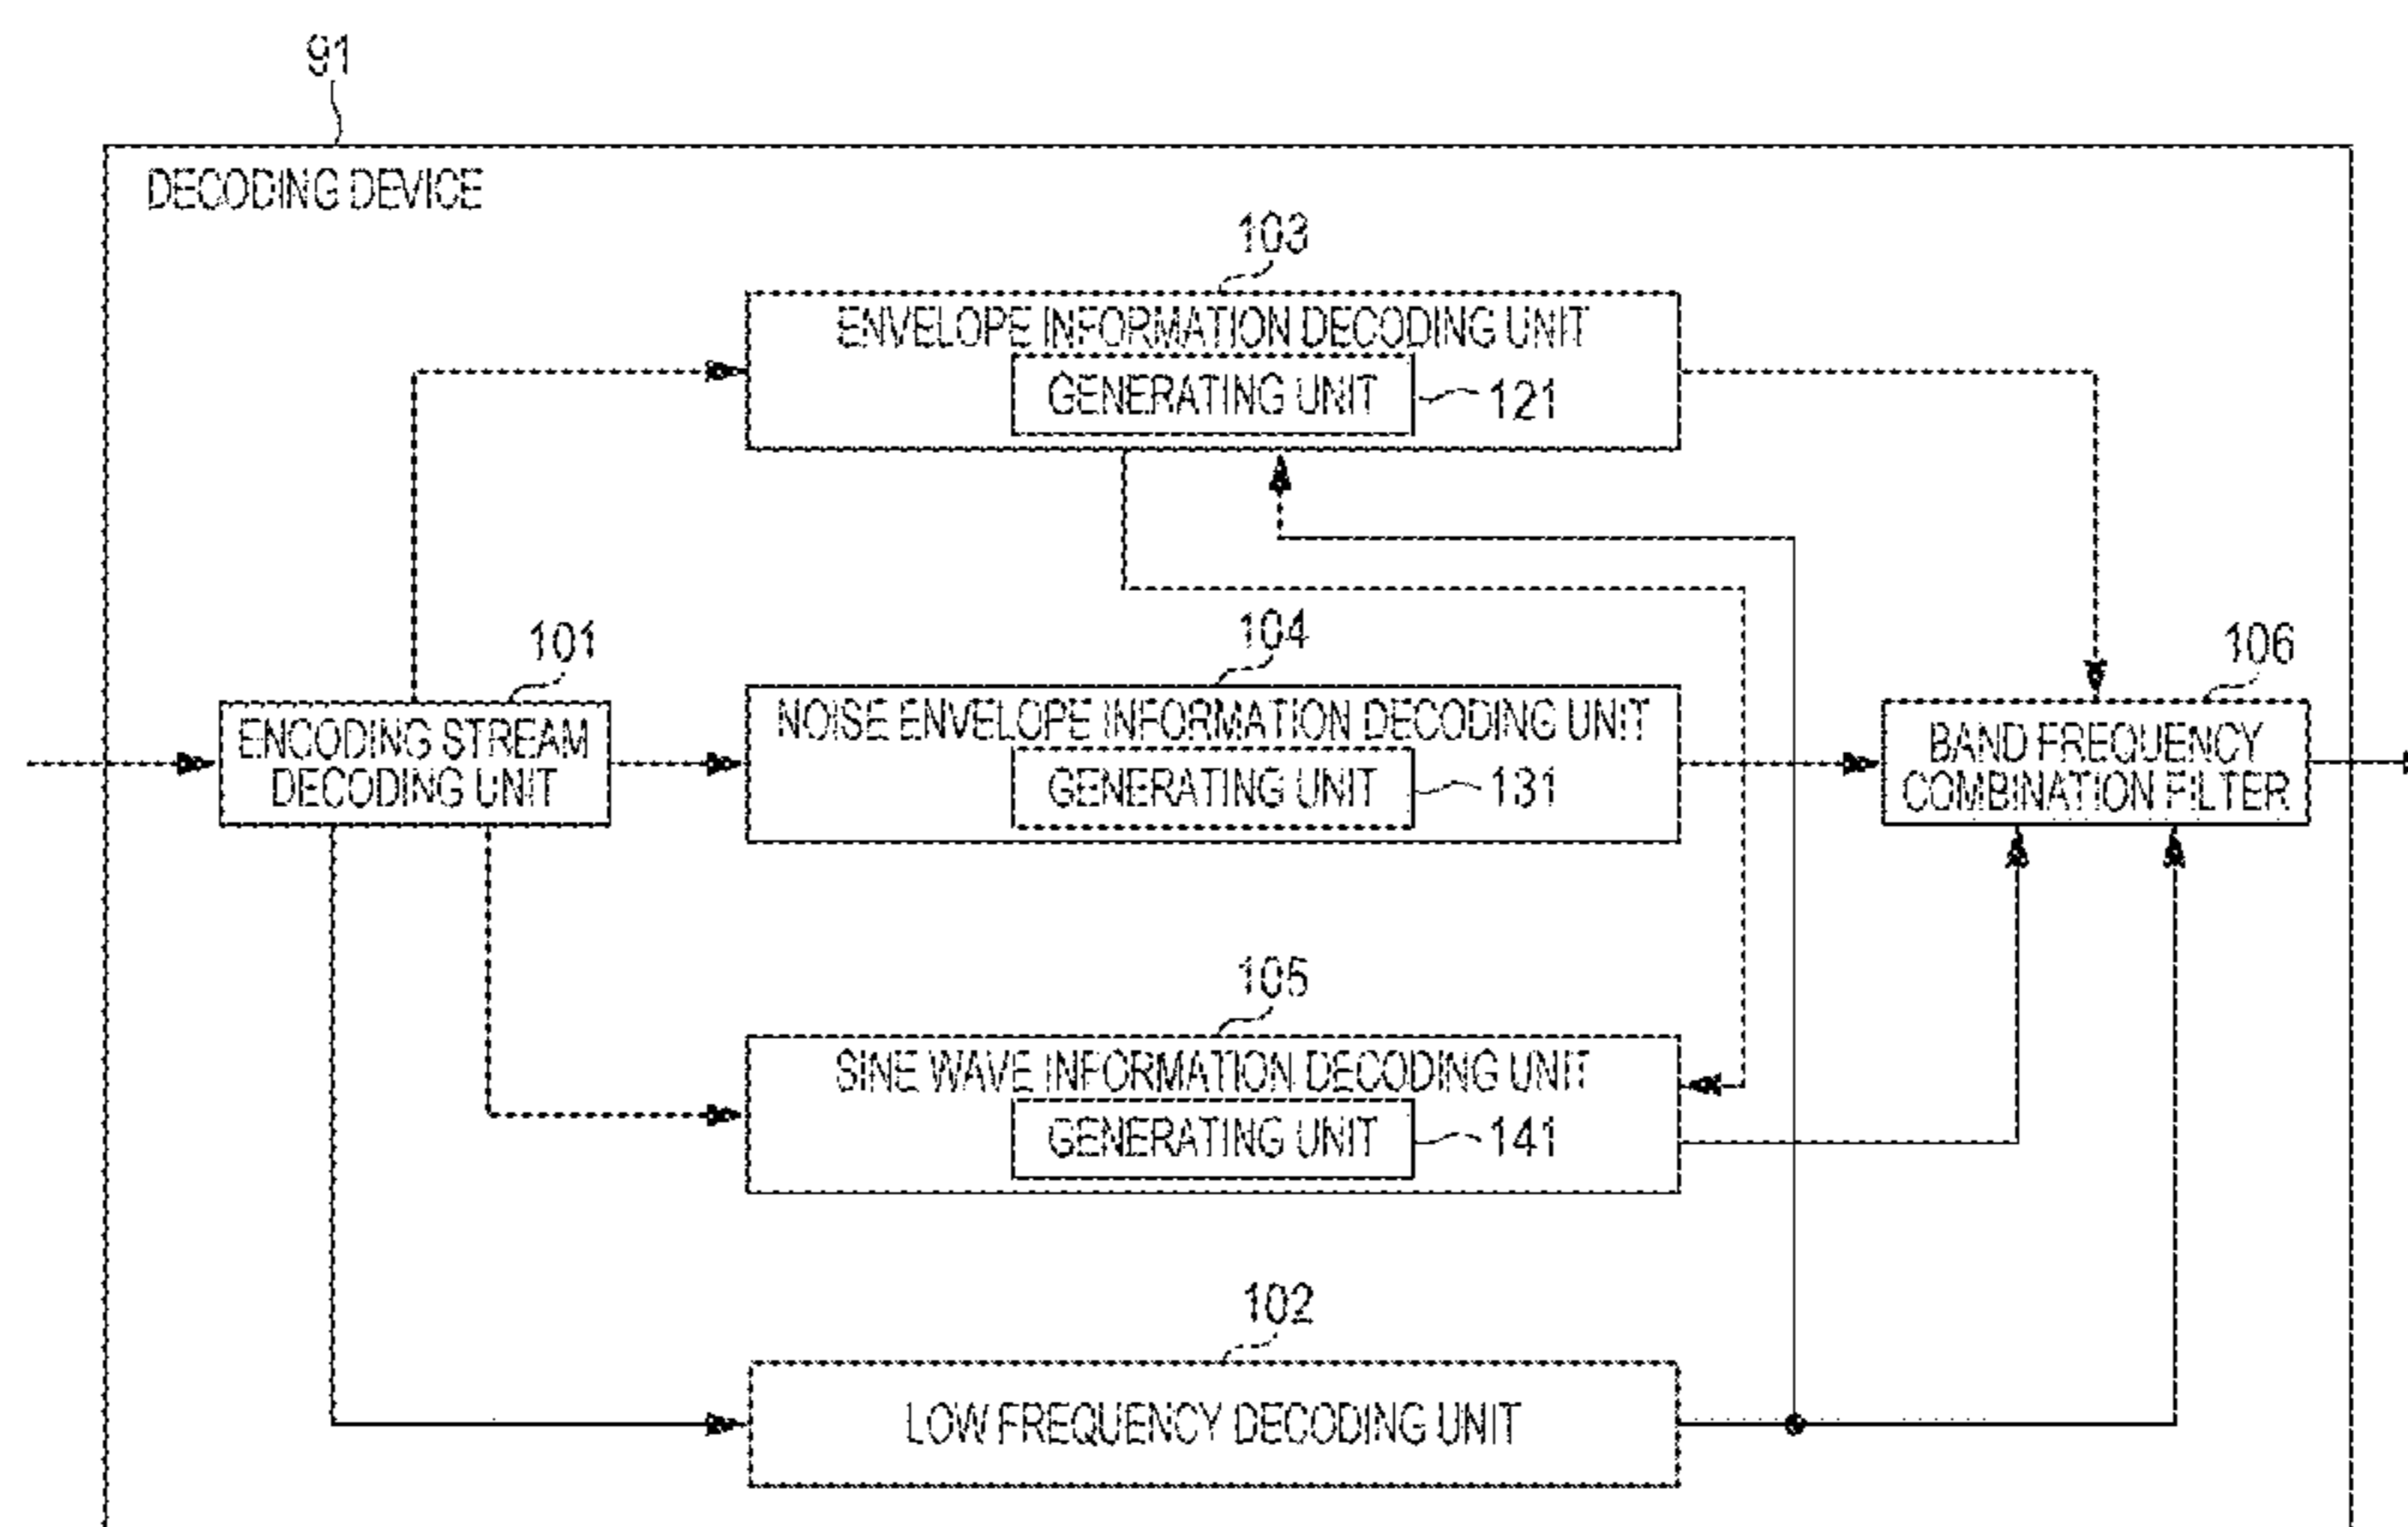 91
DECODING DEVICE
103
ENVELOPE INFORMATION DECODING UNIT
GENERATING UNIT
121
101
104
106
ENCODING STREAM
DECODING UNIT
NOISE ENVELOPE INFORMATION DECODING UNIT
GENERATING UNIT
131
BAND FREQUENCY
COMBINATION FILTER
105
SINE WAVE INFORMATION DECODING UNIT
GENERATING UNIT
141
102
LOW FREQUENCY DECODING UNIT